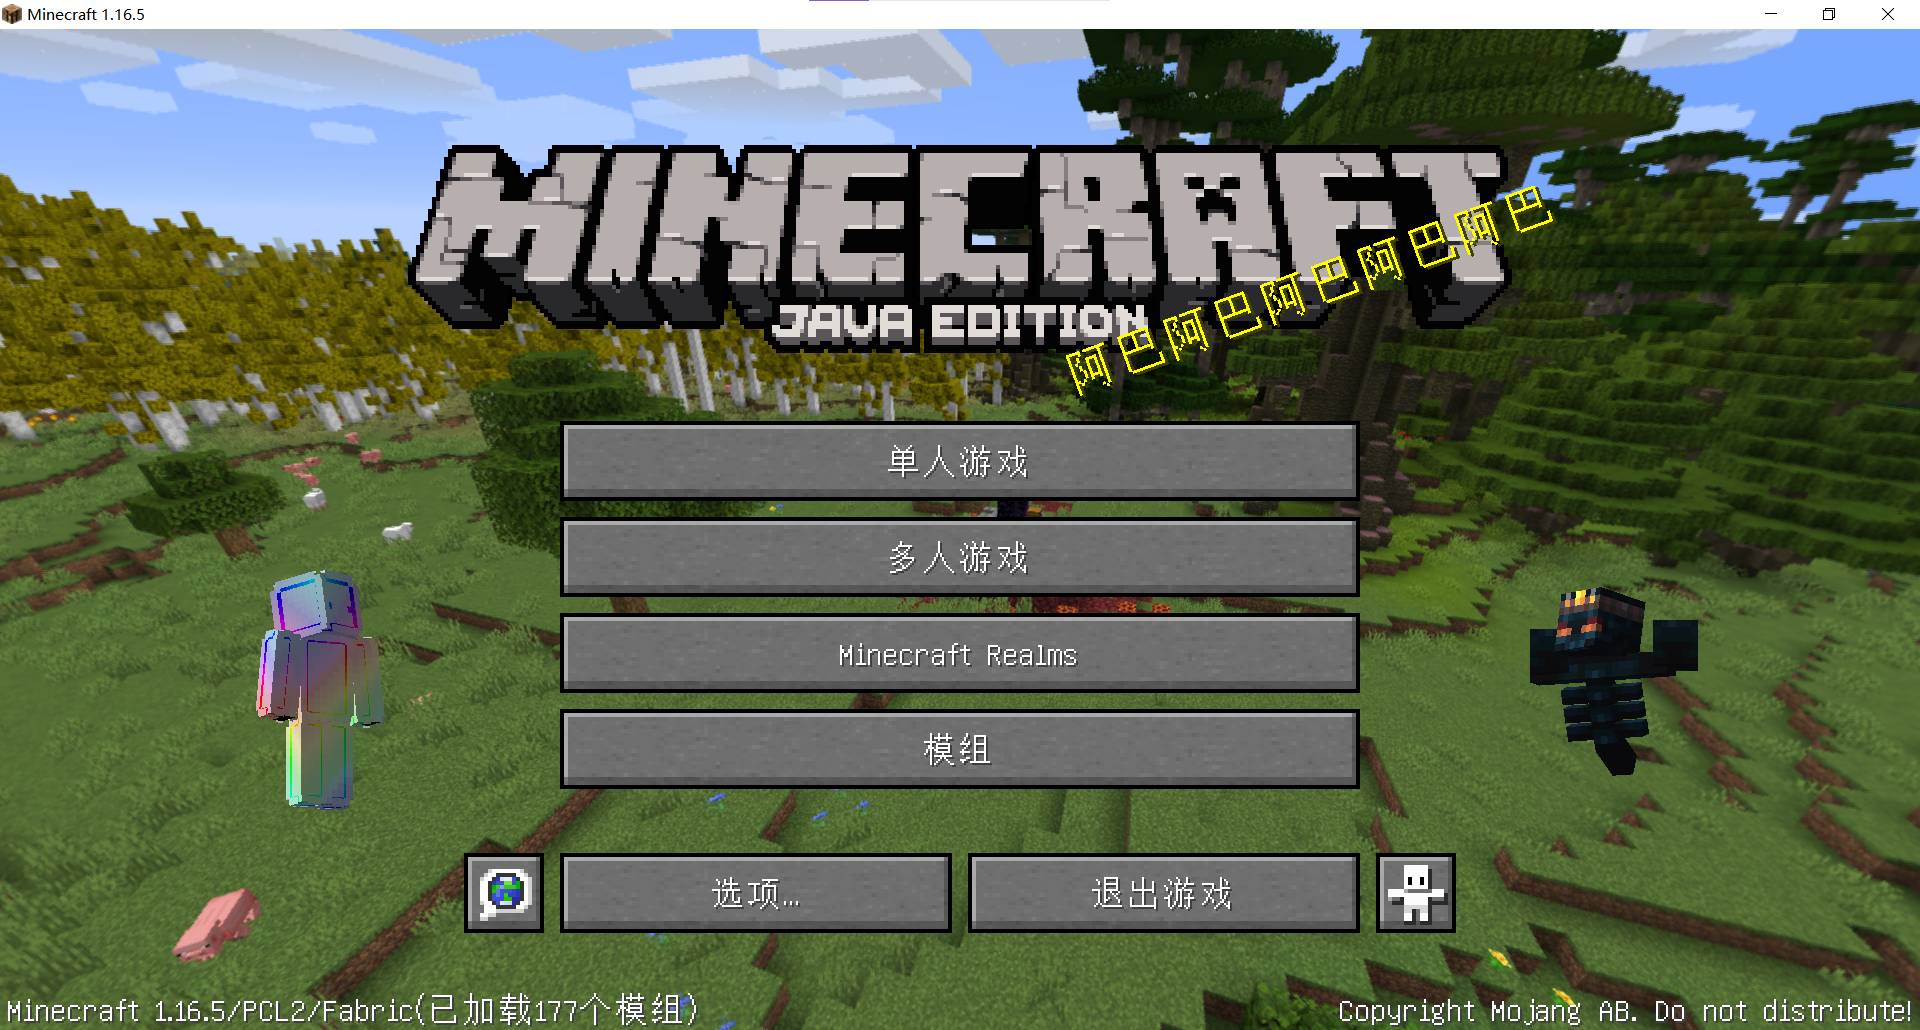 Minecraft 1.16.5
MINECRAFT
JAVA EDITION
阿巴阿巴阿巴阿巴阿巴
单人游戏
多人游戏
Minecraft Realms
模组
选项...
退出游戏
Minecraft 1.16.5/PCL2/Fabric(已加载177个模组)
Copyright Mojang AB. Do not distribute!